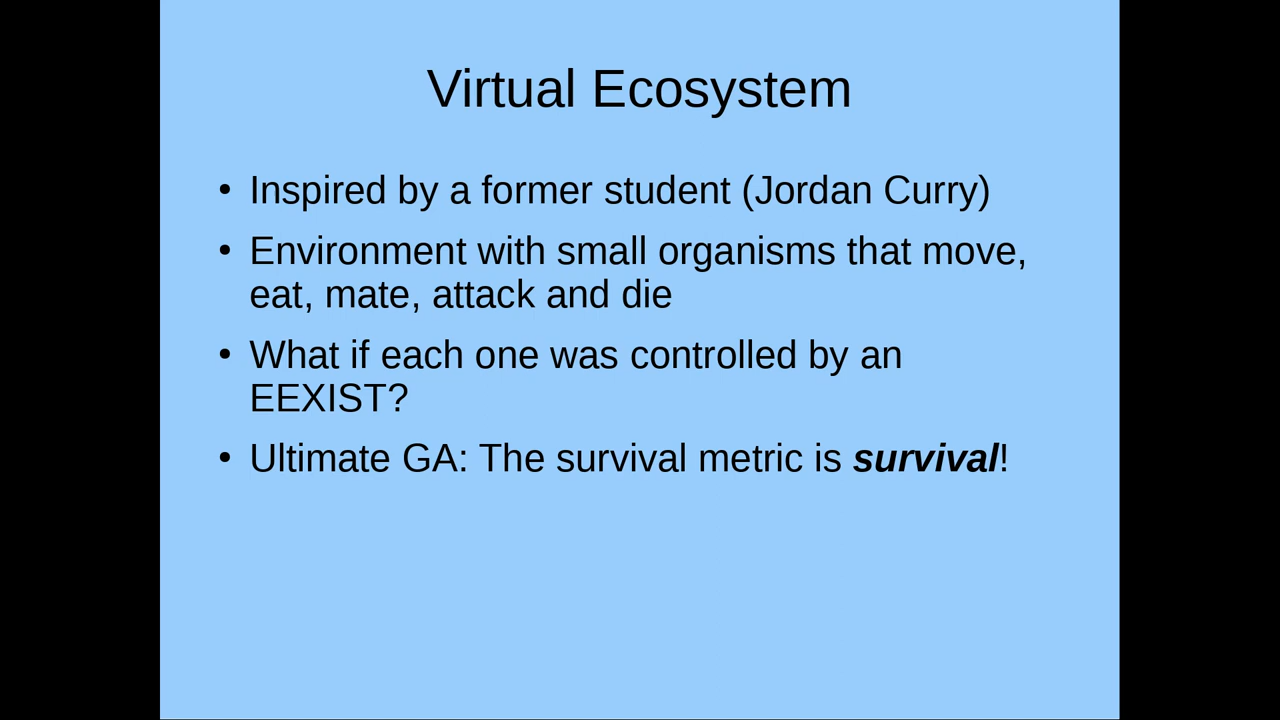 Virtual Ecosystem
• Inspired by a former student (Jordan Curry)
• Environment with small organisms that move,
eat, mate, attack and die
• What if each one was controlled by an
EEXIST?
• Ultimate GA: The survival metric is survival!